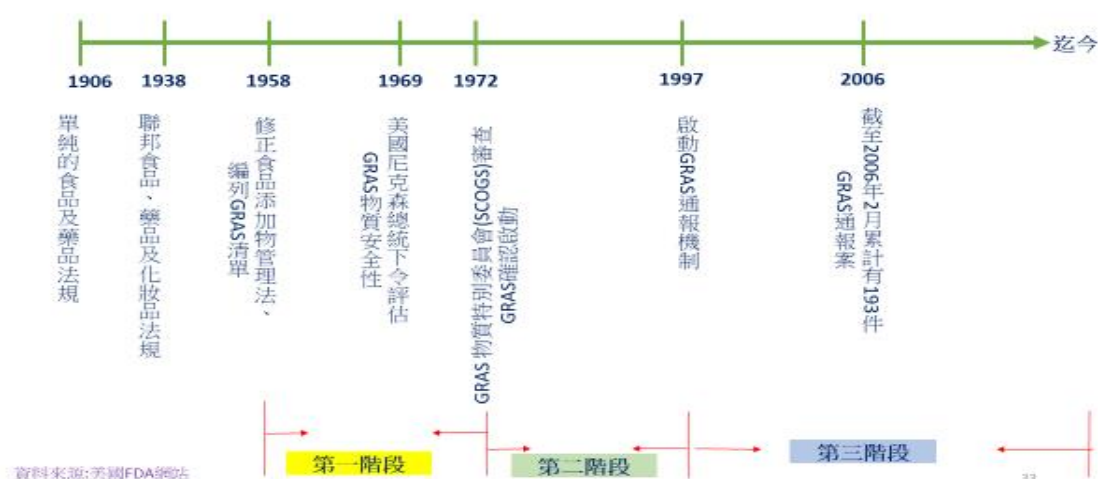 迄今
1906
1938
1958
1969
1972
1997
2006
單純的食品及藥品法規
聯邦食品、藥品及化妝品法規
修正食品添加物管理法、
編列GRAS清單
美國尼克森總統下令評估
GRAS物質安全性
GRAS 物質特別委員會(SCOGS)審查
GRAS確認啟動
啟動GRAS通報機制
截至2006年2月累計有193件
GRAS通報案
第一階段
第二階段
第三階段
資料來源:美國FDA網站